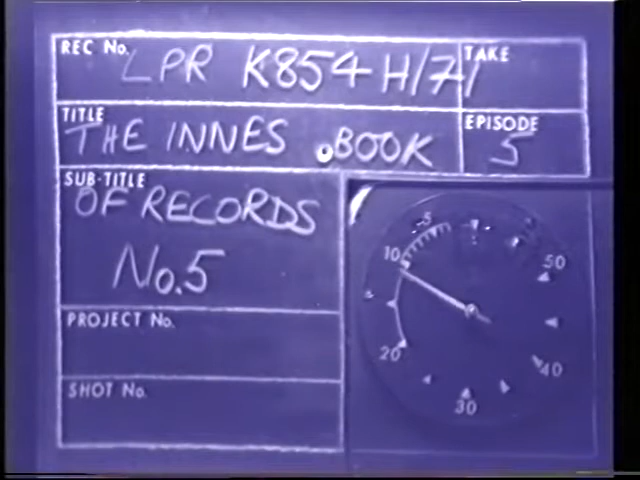 REC No. LPR K854H/71
TAKE
TITLE
THE INNES BOOK
EPISODE
5
SUB-TITLE
OF RECORDS
No.5
PROJECT No.
SHOT No.
-5
10
20
30
40
50